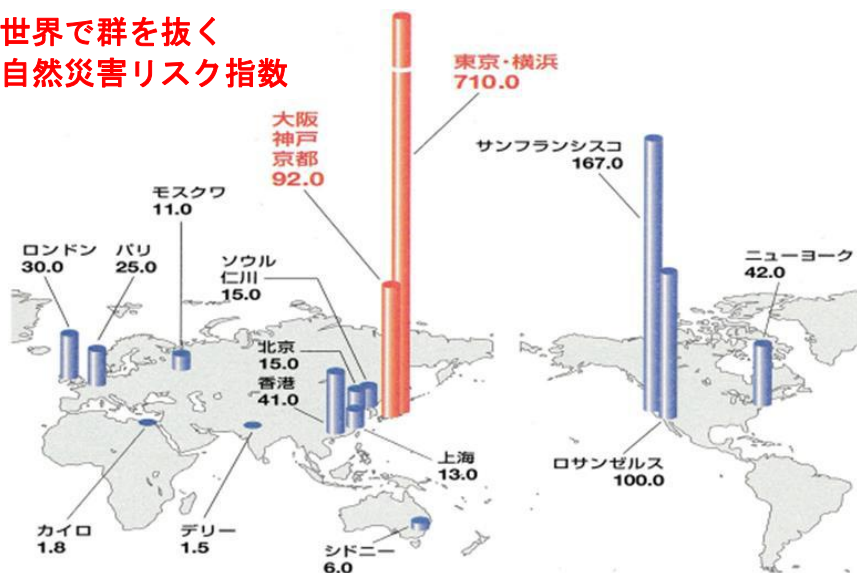 世界で群を抜く
自然災害リスク指数
東京・横浜
710.0
大阪
神戸
京都
92.0
サンフランシスコ
167.0
モスクワ
11.0
ロンドン
30.0
パリ
25.0
ソウル
仁川
15.0
ニューヨーク
42.0
北京
15.0
香港
41.0
上海
13.0
ロサンゼルス
100.0
カイロ
1.8
デリー
1.5
シドニー
6.0